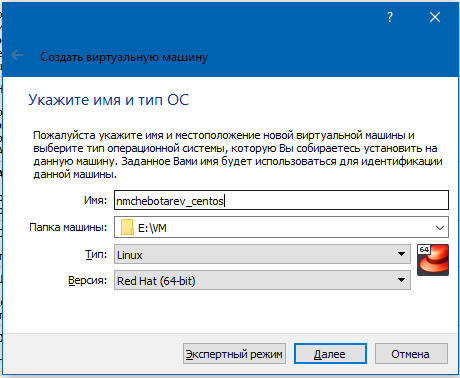 ?
Создать виртуальную машину
Укажите имя и тип ОС
Пожалуйста укажите имя и местоположение новой виртуальной машины и
выберите тип операционной системы, которую Вы собираетесь установить на
данную машину. Заданное Вами имя будет использоваться для идентификации
данной машины.
Имя: nmchebotarev_centos
Папка машины: E:\VM
Тип: Linux
64
Версия: Red Hat (64-bit)
Экспертный режим Далее Отмена